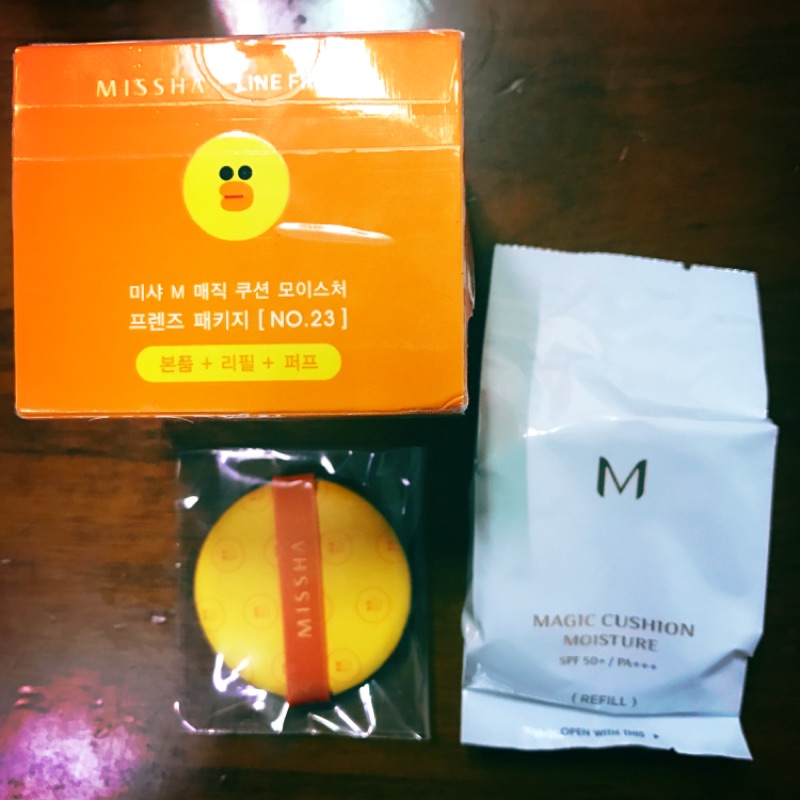 MISSHA LINE
미샤 M 매직 쿠션 모이스처
프렌즈 패키지 [ NO.23 ]
본품 + 리필 + 퍼프
MISSHA
M
MAGIC CUSHION
MOISTURE
SPF 50+ / PA+++
( REFILL )
OPEN WITH THIS